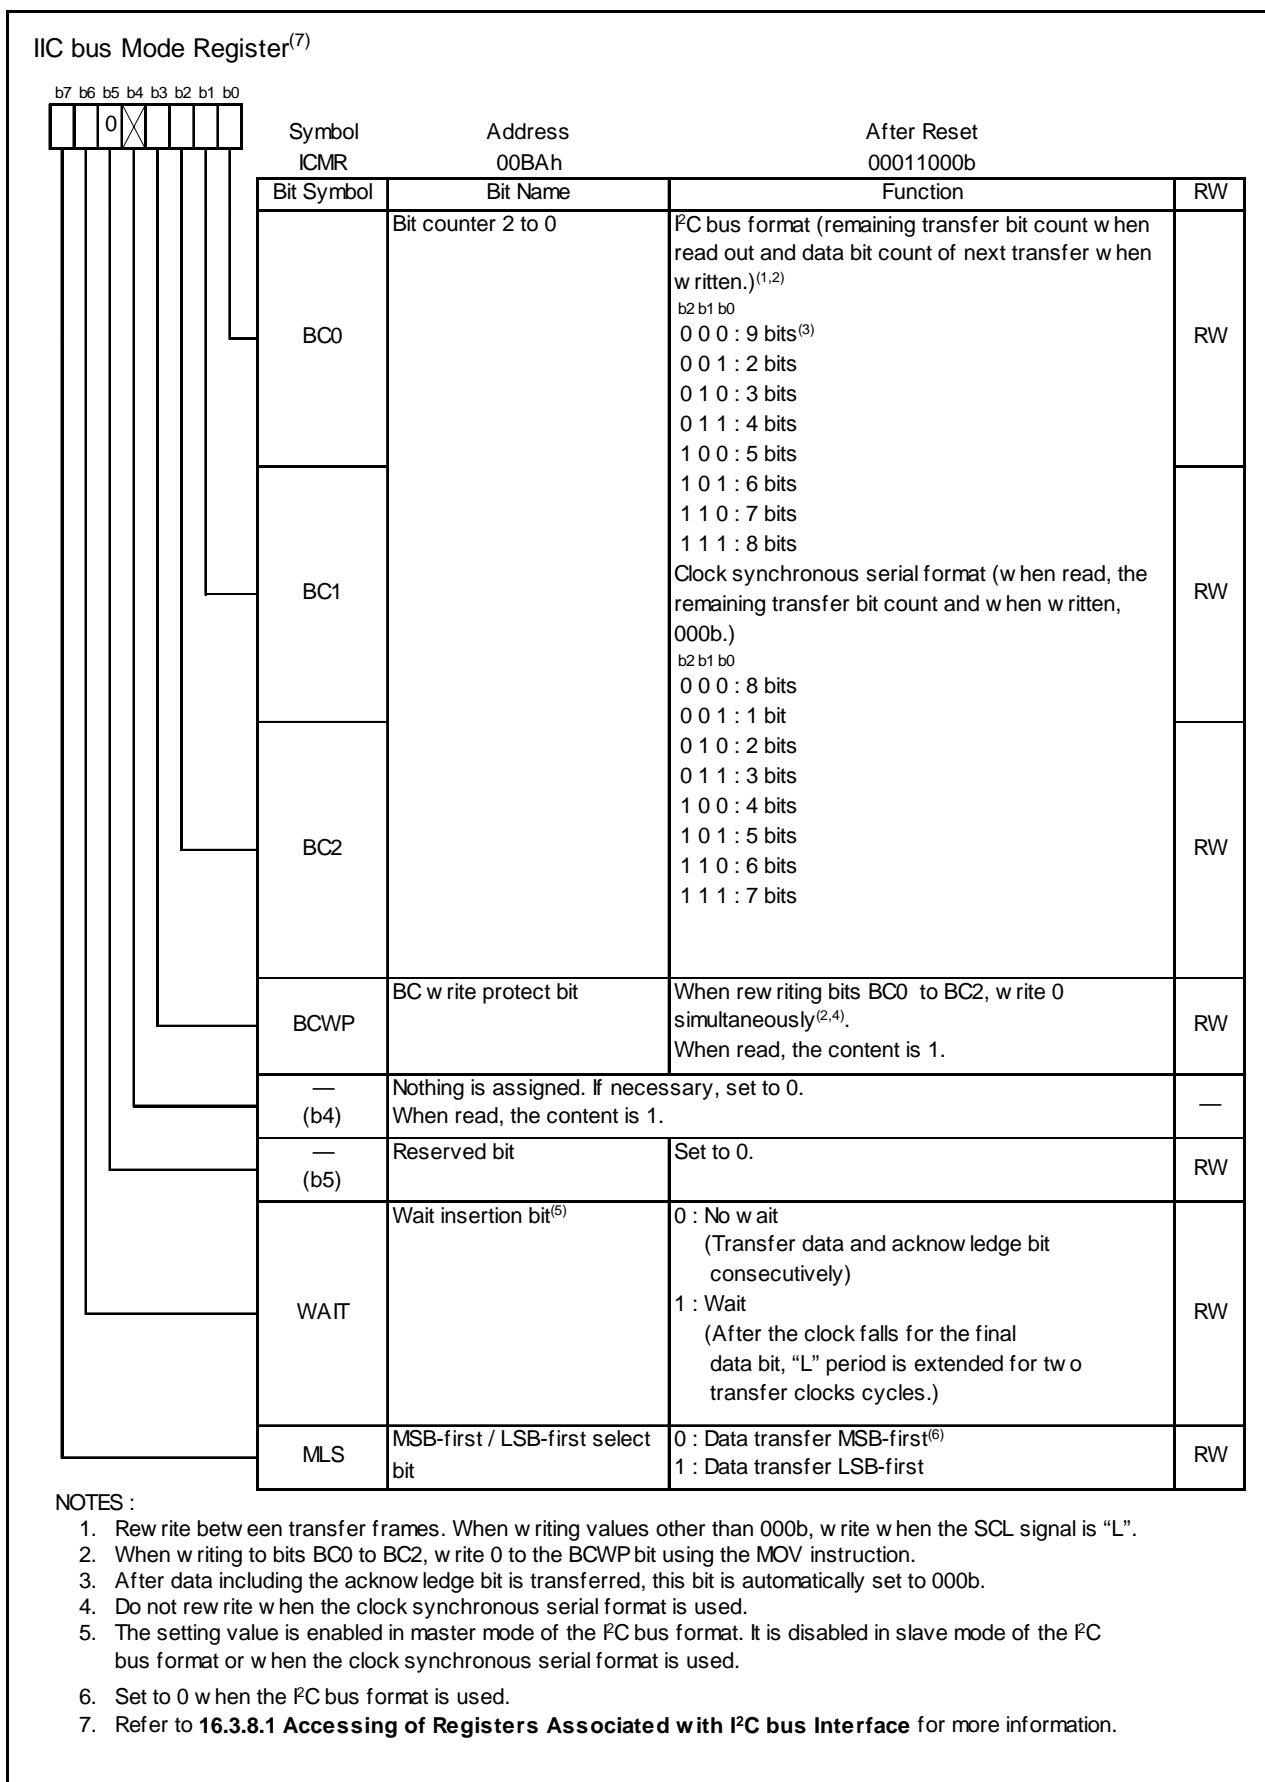 IIC bus Mode Register(7)
b7 b6 b5 b4 b3 b2 b1 b0
0
Symbol Address After Reset
ICMR 00BAh 00011000b
Bit Symbol Bit Name Function RW
BC0 Bit counter 2 to 0 RW
I²C bus format (remaining transfer bit count when
read out and data bit count of next transfer when
written.)(1,2)
b2 b1 b0
0 0 0 : 9 bits(3)
0 0 1 : 2 bits
0 1 0 : 3 bits
0 1 1 : 4 bits
1 0 0 : 5 bits
1 0 1 : 6 bits
1 1 0 : 7 bits
1 1 1 : 8 bits
BC1 RW
Clock synchronous serial format (when read, the
remaining transfer bit count and when written,
000b.)
b2 b1 b0
0 0 0 : 8 bits
0 0 1 : 1 bit
0 1 0 : 2 bits
0 1 1 : 3 bits
1 0 0 : 4 bits
1 0 1 : 5 bits
1 1 0 : 6 bits
1 1 1 : 7 bits
BC2 RW
BCWP BC write protect bit RW
When rewriting bits BC0 to BC2, write 0
simultaneously(2,4).
When read, the content is 1.
— (b4) —
Nothing is assigned. If necessary, set to 0.
When read, the content is 1.
— (b5) Reserved bit Set to 0. RW
WAIT Wait insertion bit(5) RW
0 : No wait
(Transfer data and acknowledge bit
consecutively)
1 : Wait
(After the clock falls for the final
data bit, “L” period is extended for two
transfer clocks cycles.)
MLS MSB-first / LSB-first select
bit RW
0 : Data transfer MSB-first(6)
1 : Data transfer LSB-first
NOTES :
1. Rewrite between transfer frames. When writing values other than 000b, write when the SCL signal is “L”.
2. When writing to bits BC0 to BC2, write 0 to the BCWP bit using the MOV instruction.
3. After data including the acknowledge bit is transferred, this bit is automatically set to 000b.
4. Do not rewrite when the clock synchronous serial format is used.
5. The setting value is enabled in master mode of the I²C bus format. It is disabled in slave mode of the I²C
bus format or when the clock synchronous serial format is used.
6. Set to 0 when the I²C bus format is used.
7. Refer to 16.3.8.1 Accessing of Registers Associated with I²C bus Interface for more information.